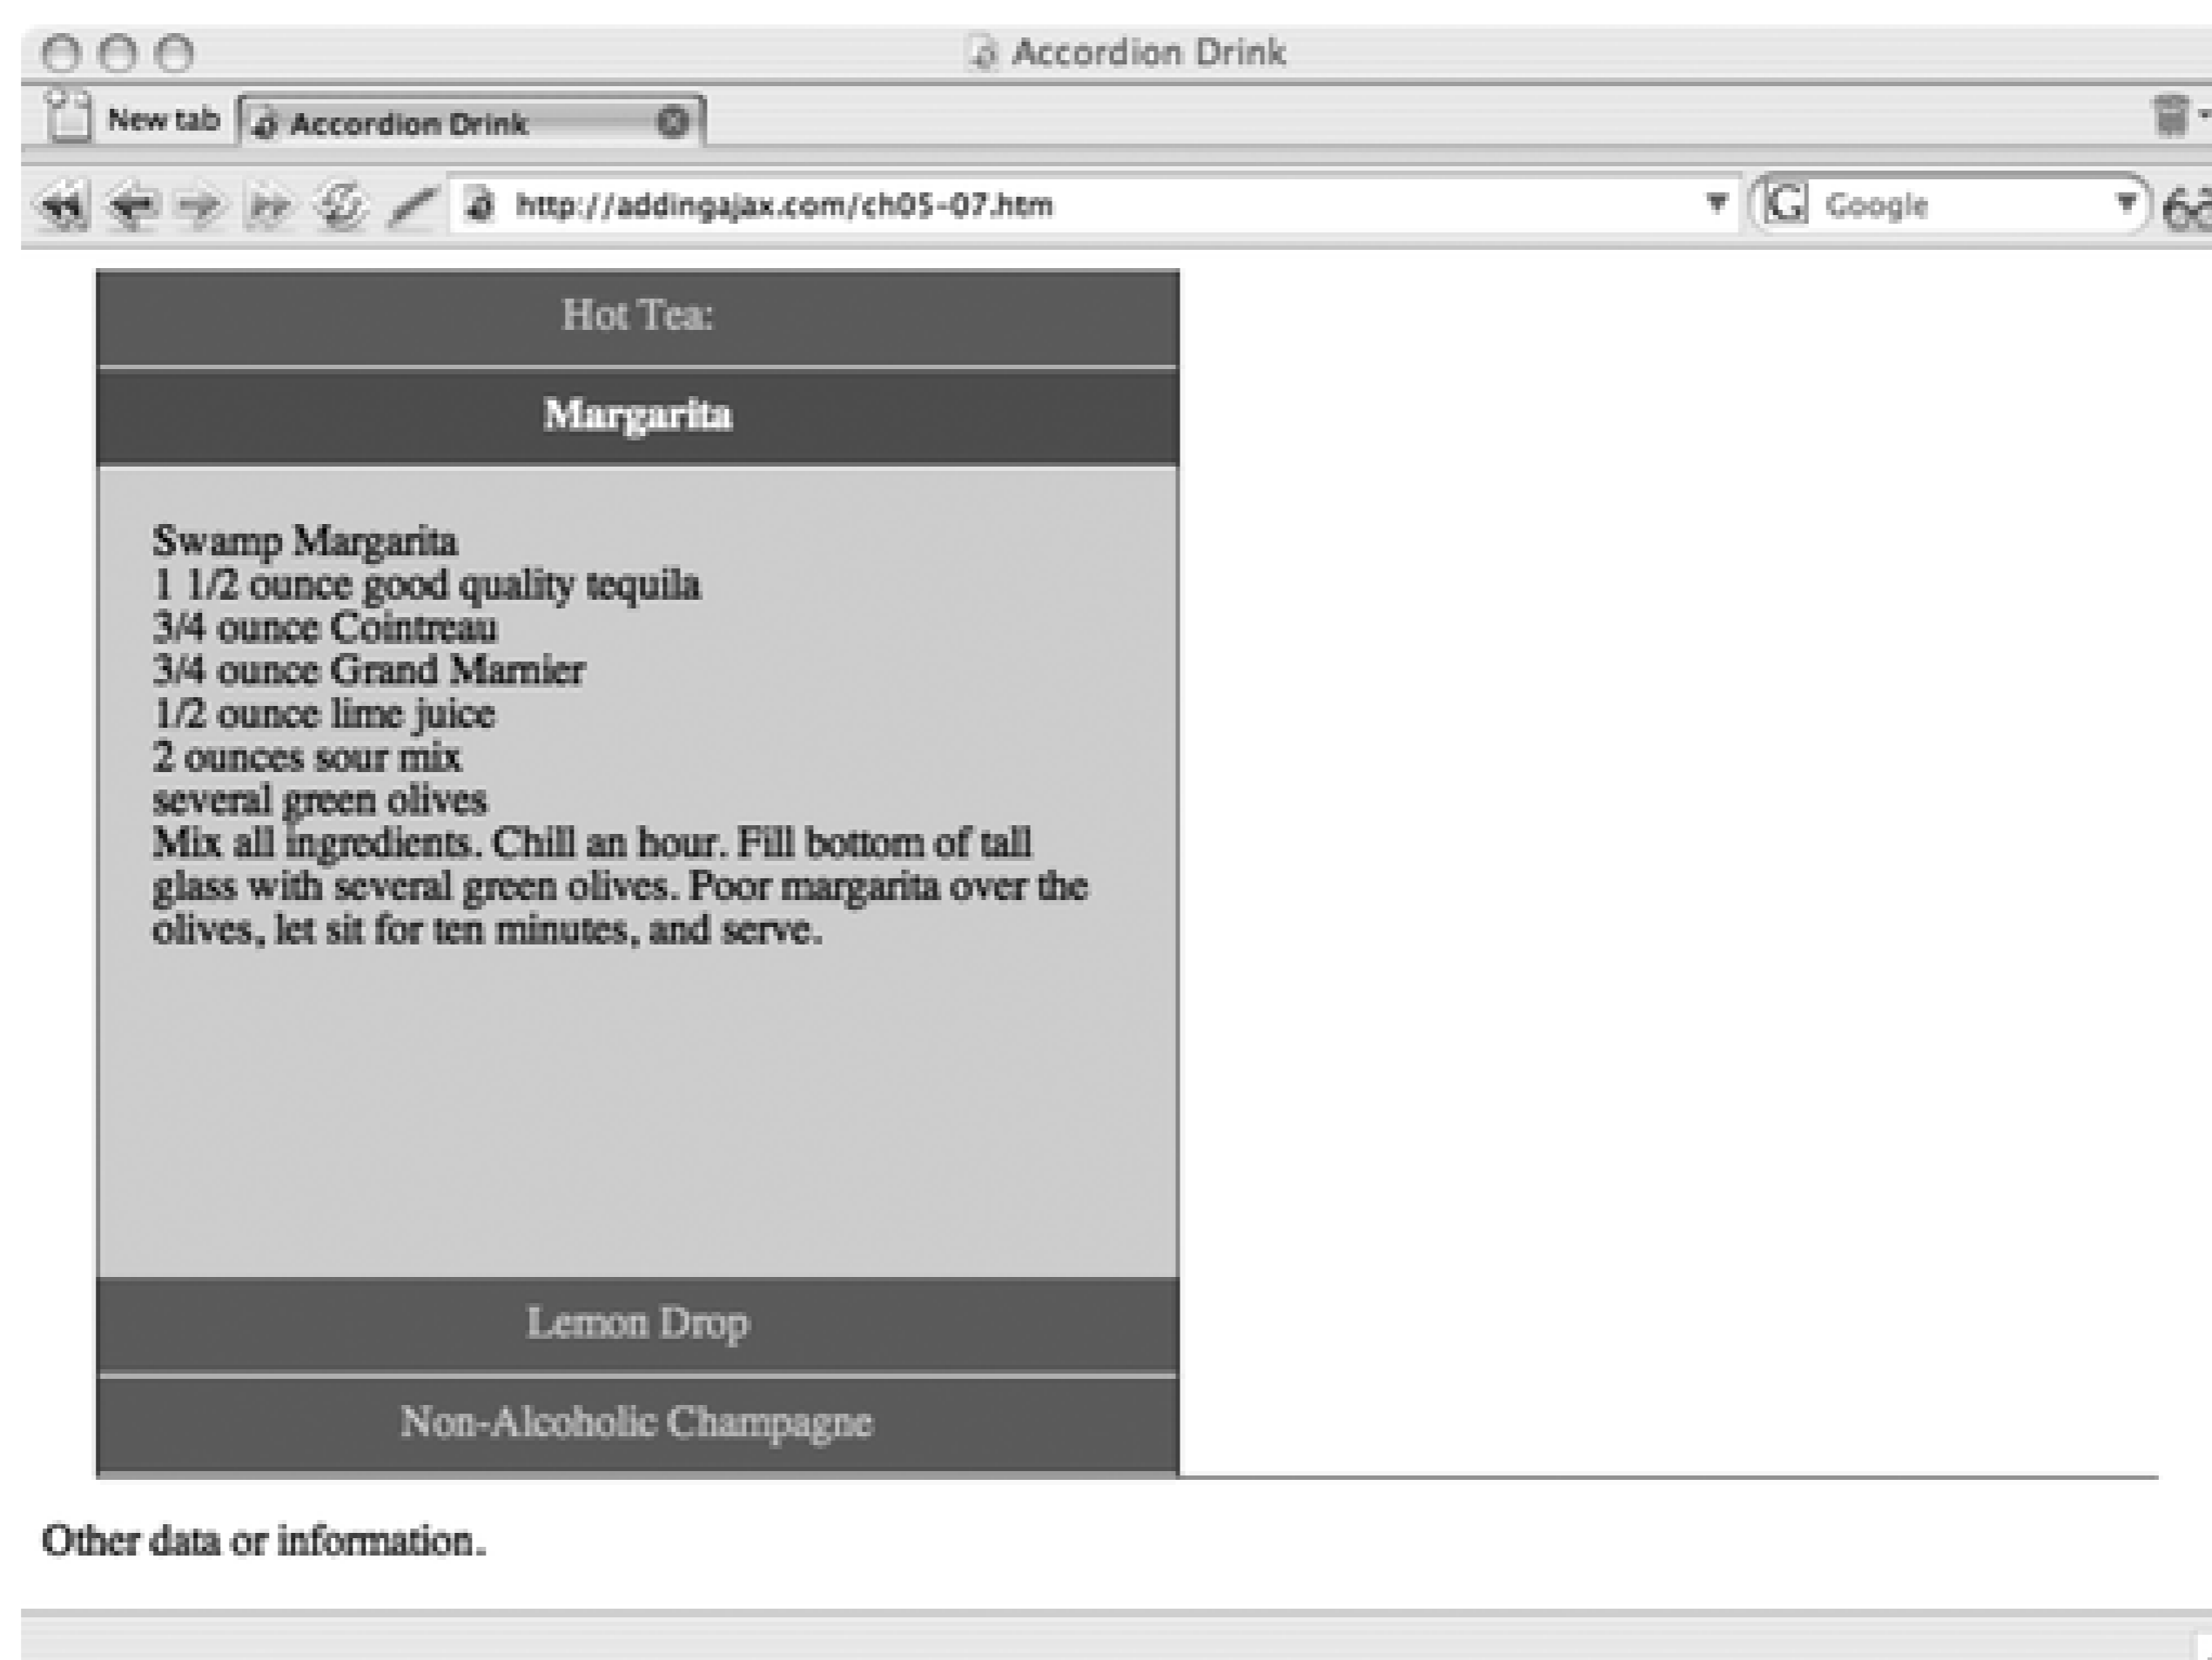 Accordion Drink
New tab
Accordion Drink
http://addingajax.com/ch05-07.htm
G Google
Hot Tea:
Margarita
Swamp Margarita
1 1/2 ounce good quality tequila
3/4 ounce Cointreau
3/4 ounce Grand Marnier
1/2 ounce lime juice
2 ounces sour mix
several green olives
Mix all ingredients. Chill an hour. Fill bottom of tall
glass with several green olives. Poor margarita over the
olives, let sit for ten minutes, and serve.
Lemon Drop
Non-Alcoholic Champagne
Other data or information.